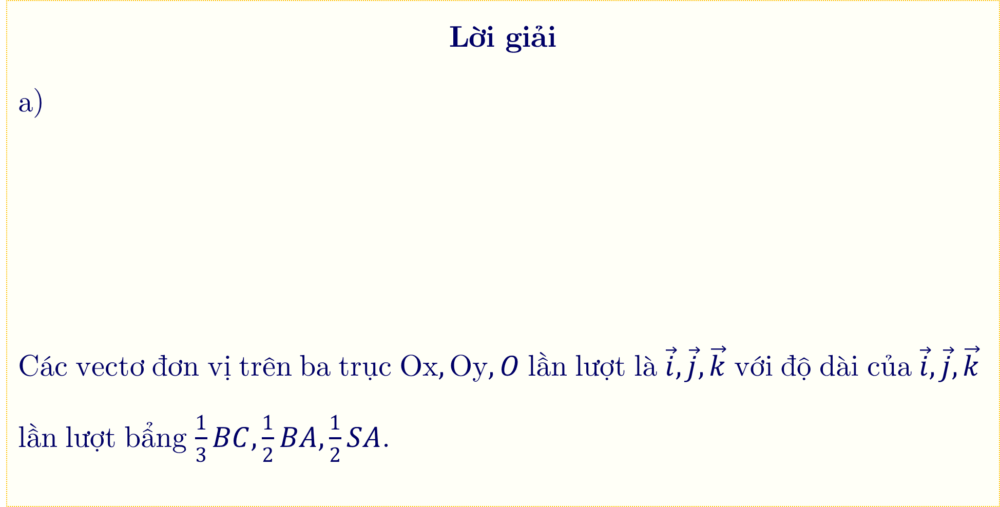 Lời giải
a)
Các vectơ đơn vị trên ba trục Ox, Oy, O lần lượt là \vec{i}, \vec{j}, \vec{k} với độ dài của \vec{i}, \vec{j}, \vec{k}
lần lượt bẩng \frac{1}{3}BC, \frac{1}{2}BA, \frac{1}{2}SA.